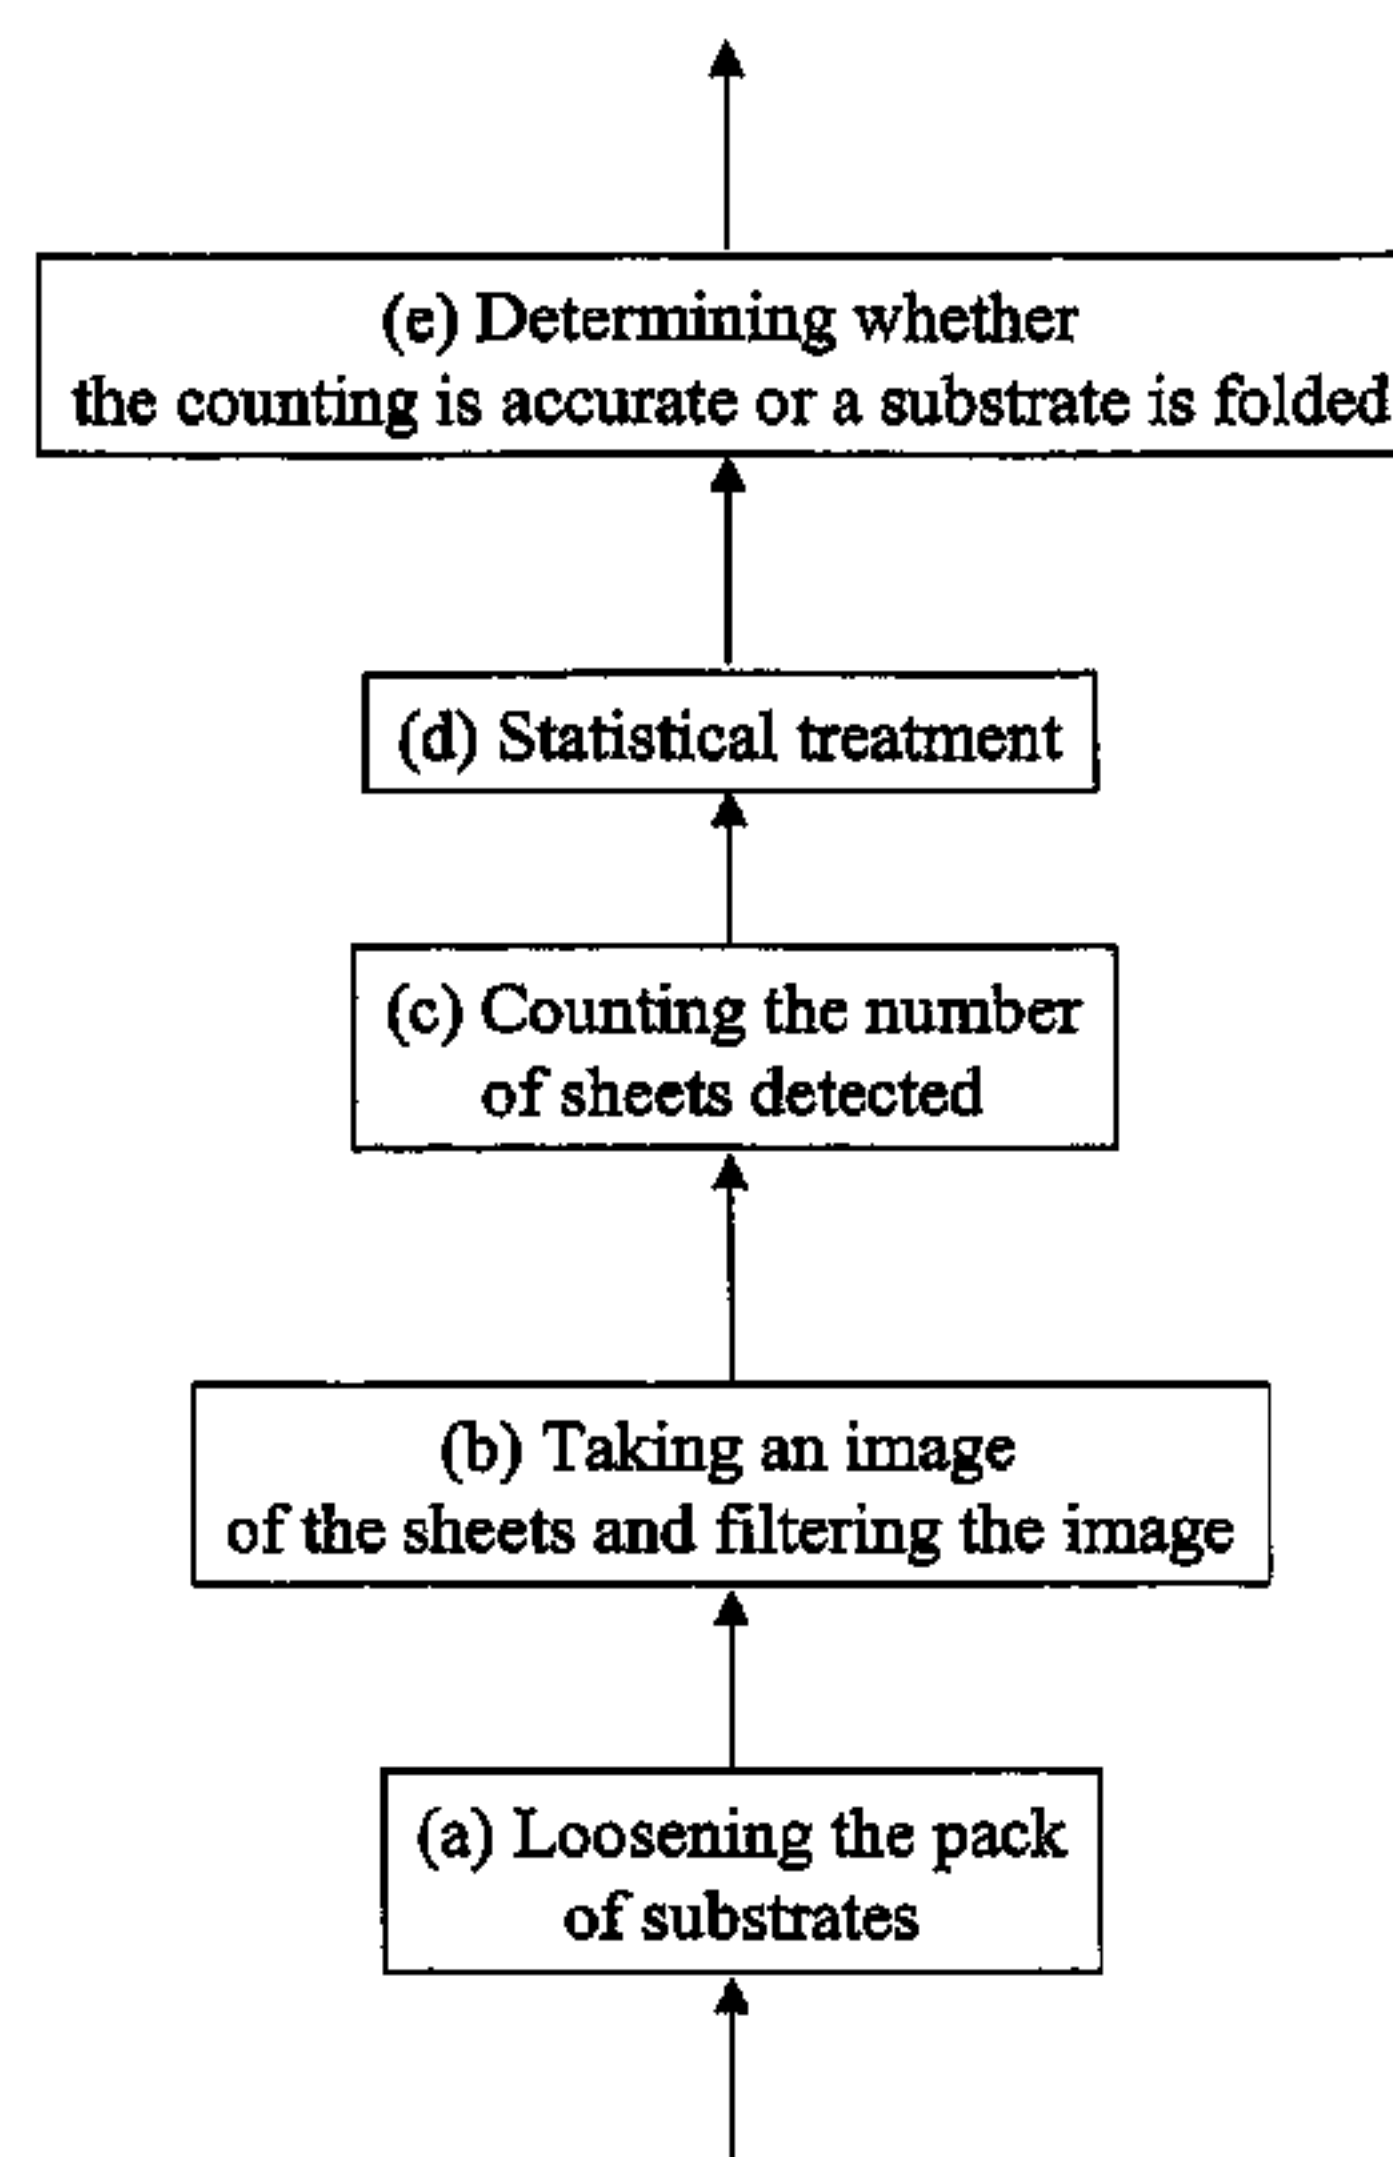 (e) Determining whether
the counting is accurate or a substrate is folded
(d) Statistical treatment
(c) Counting the number
of sheets detected
(b) Taking an image
of the sheets and filtering the image
(a) Loosening the pack
of substrates